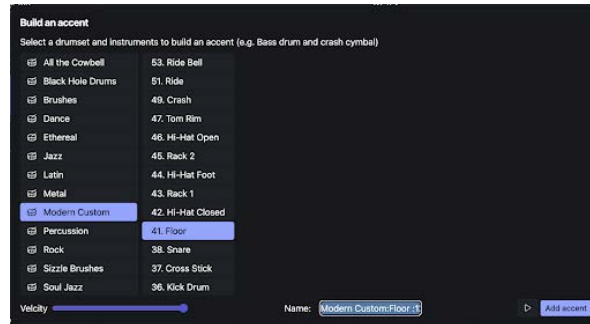 Build an accent
Select a drumset and instruments to build an accent (e.g. Bass drum and crash cymbal)
All the Cowbell
Black Hole Drums
Brushes
Dance
Ethereal
Jazz
Latin
Metal
Modern Custom
Percussion
Rock
Sizzle Brushes
Soul Jazz
53. Ride Bell
51. Ride
49. Crash
47. Tom Rim
46. Hi-Hat Open
45. Rack 2
44. Hi-Hat Foot
43. Rack 1
42. Hi-Hat Closed
41. Floor
38. Snare
37. Cross Stick
36. Kick Drum
Velcity
Name: Modern Custom:Floor :1
Add accent